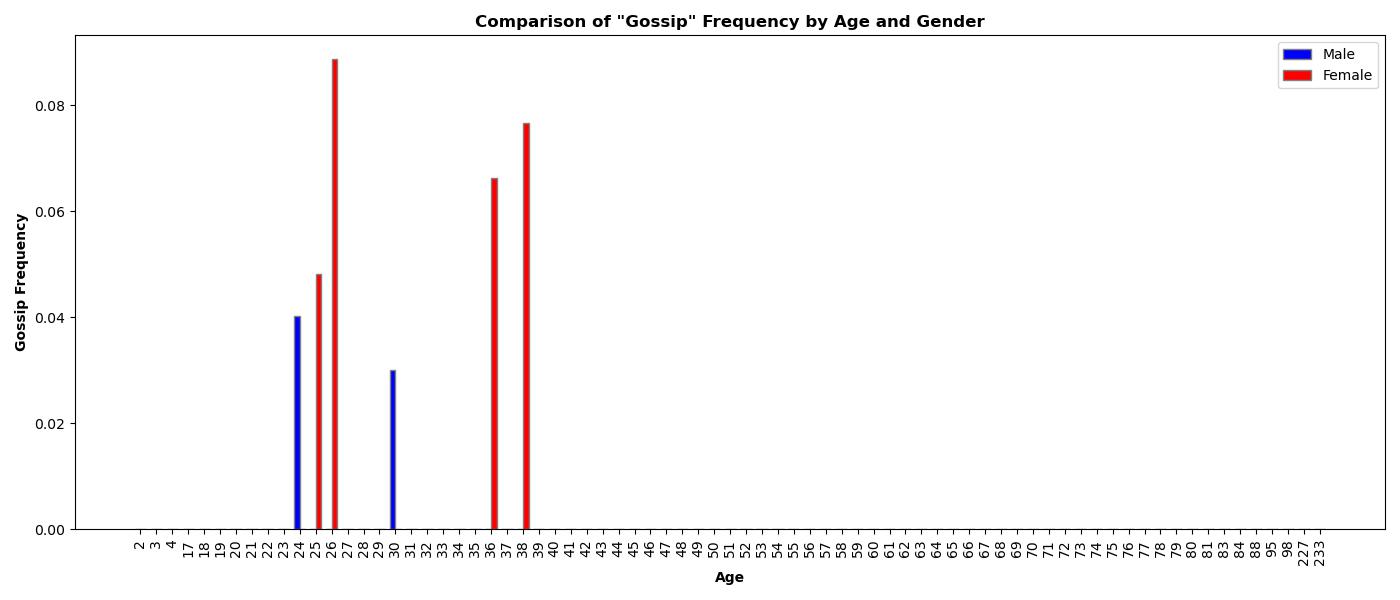 Comparison of "Gossip" Frequency by Age and Gender
Male
Female
0.08
0.06
0.04
0.02
0.00
Gossip Frequency
2 3 4 17 18 19 20 21 22 23 24 25 26 27 28 29 30 31 32 33 34 35 36 37 38 39 40 41 42 43 44 45 46 47 48 49 50 51 52 53 54 55 56 57 58 59 60 61 62 63 64 65 66 67 68 69 70 71 72 73 74 75 76 77 78 79 80 81 83 84 88 95 98 227 233
Age